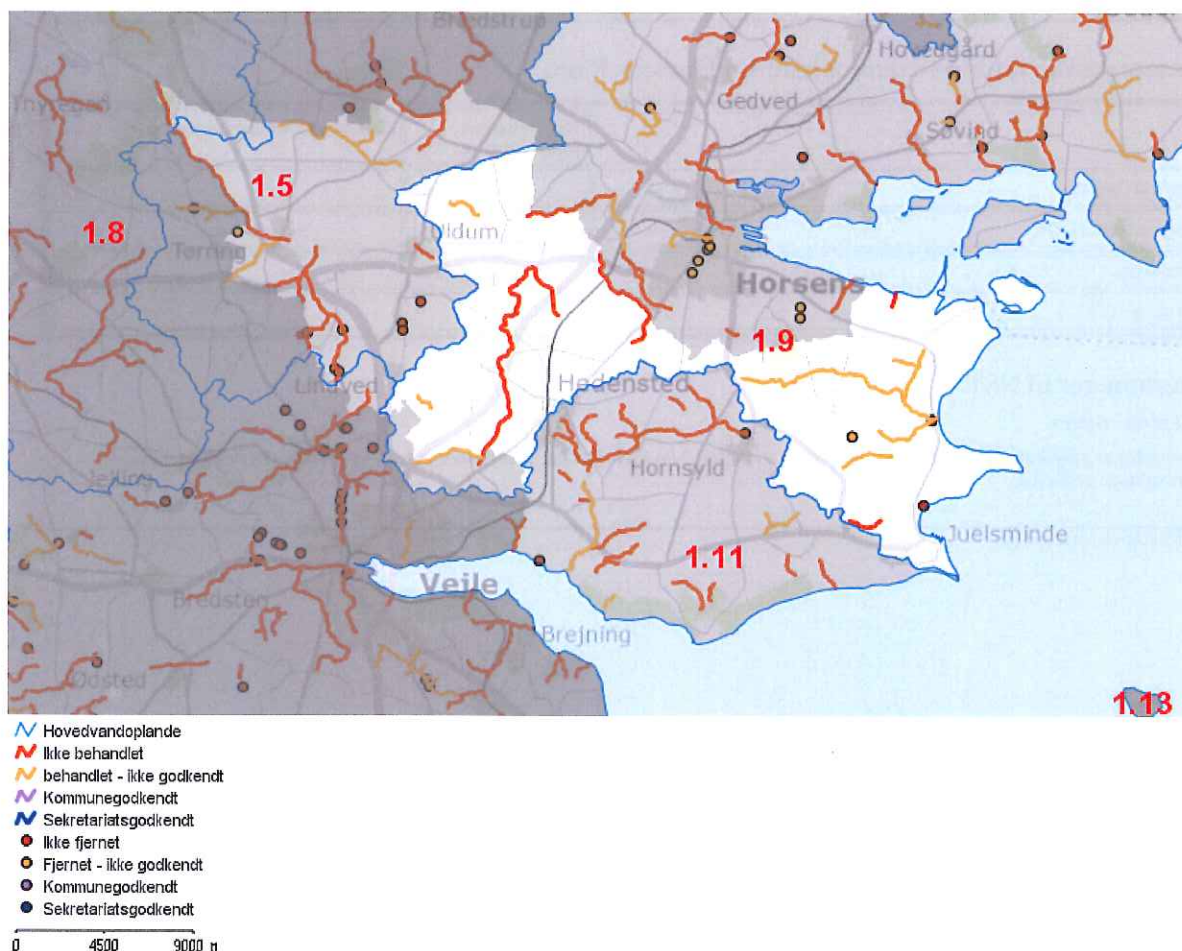 Hovedgård
Gedved
Søvind
1.5
1.8
Uldum
Tørring
Horsens
1.9
Lindved
Hedensted
Hornsyld
Jelling
Juelsminde
1.11
Vejle
Bredsten
Brejning
Ødsted
1.13
Hovedvandoplande
Ikke behandlet
behandlet - ikke godkendt
Kommunegodkendt
Sekretariatsgodkendt
Ikke fjernet
Fjernet - ikke godkendt
Kommunegodkendt
Sekretariatsgodkendt
0 4500 9000 m